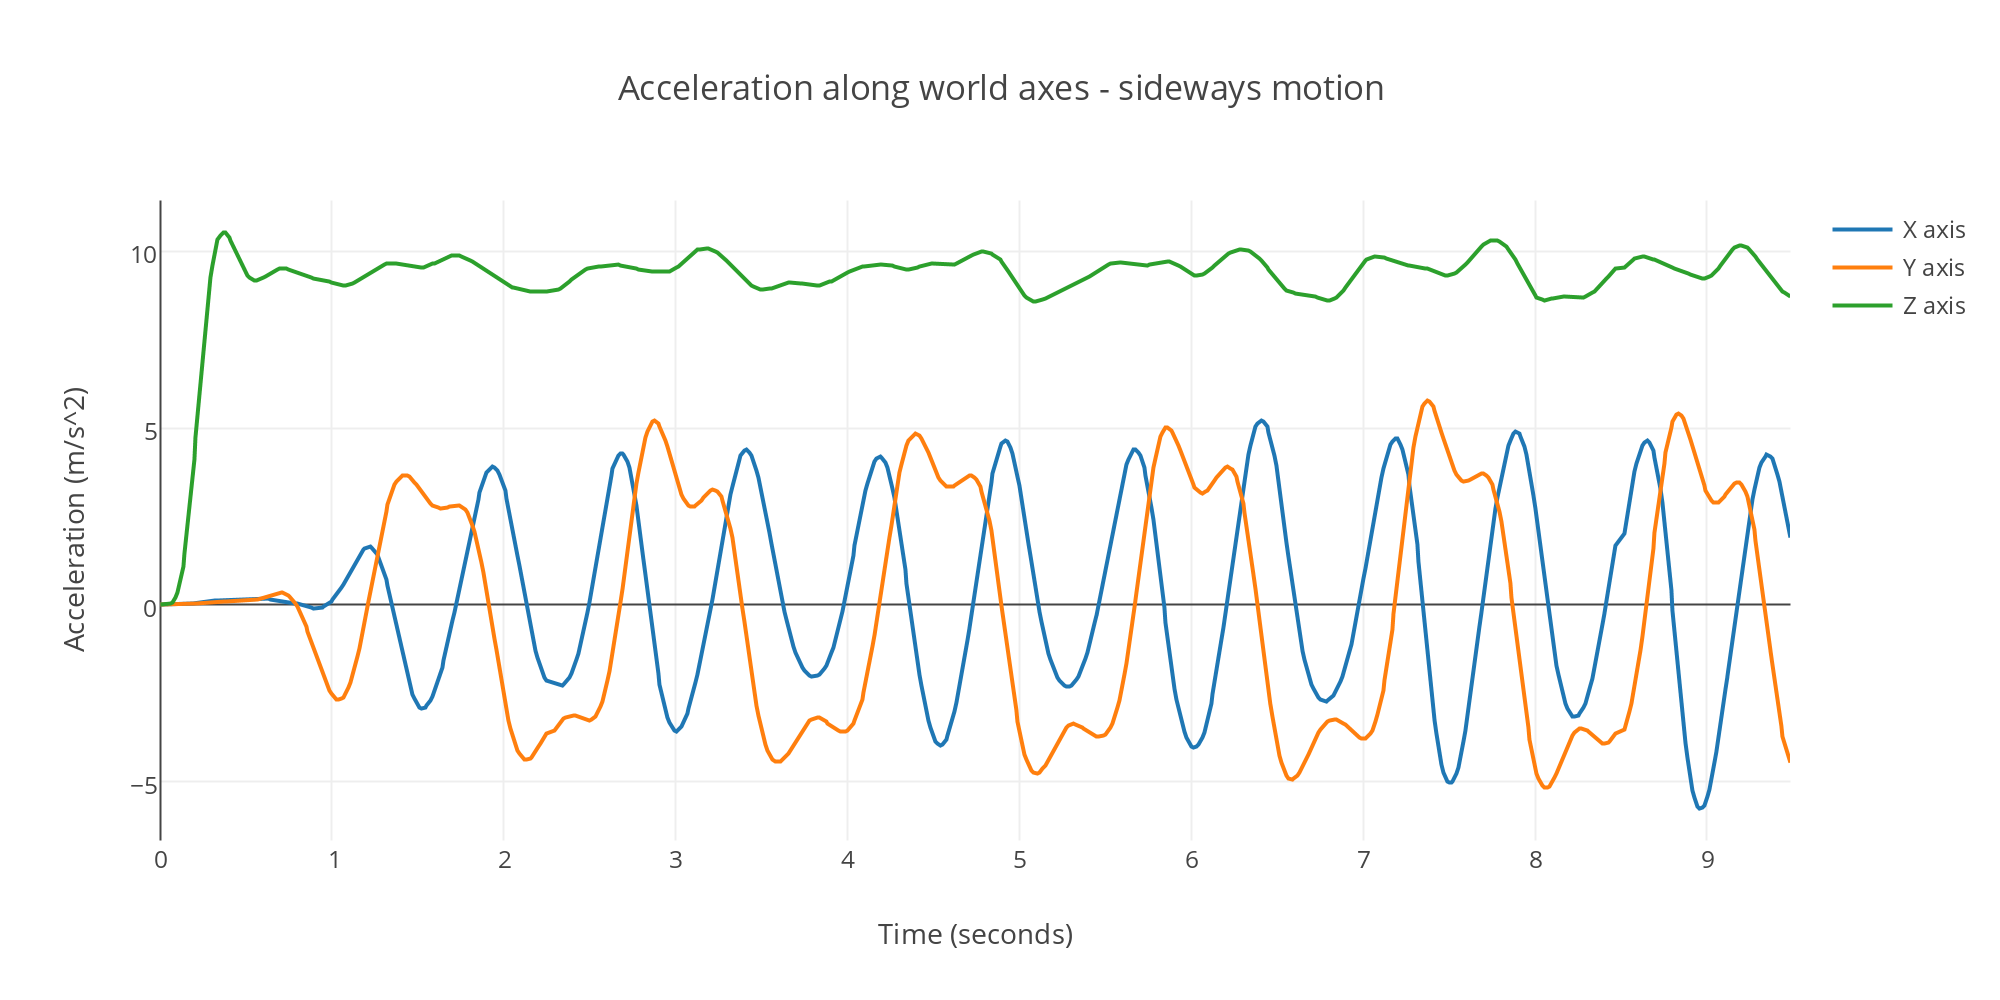 Acceleration along world axes - sideways motion
X axis
Y axis
Z axis
Acceleration (m/s^2)
10
5
0
−5
0 1 2 3 4 5 6 7 8 9
Time (seconds)